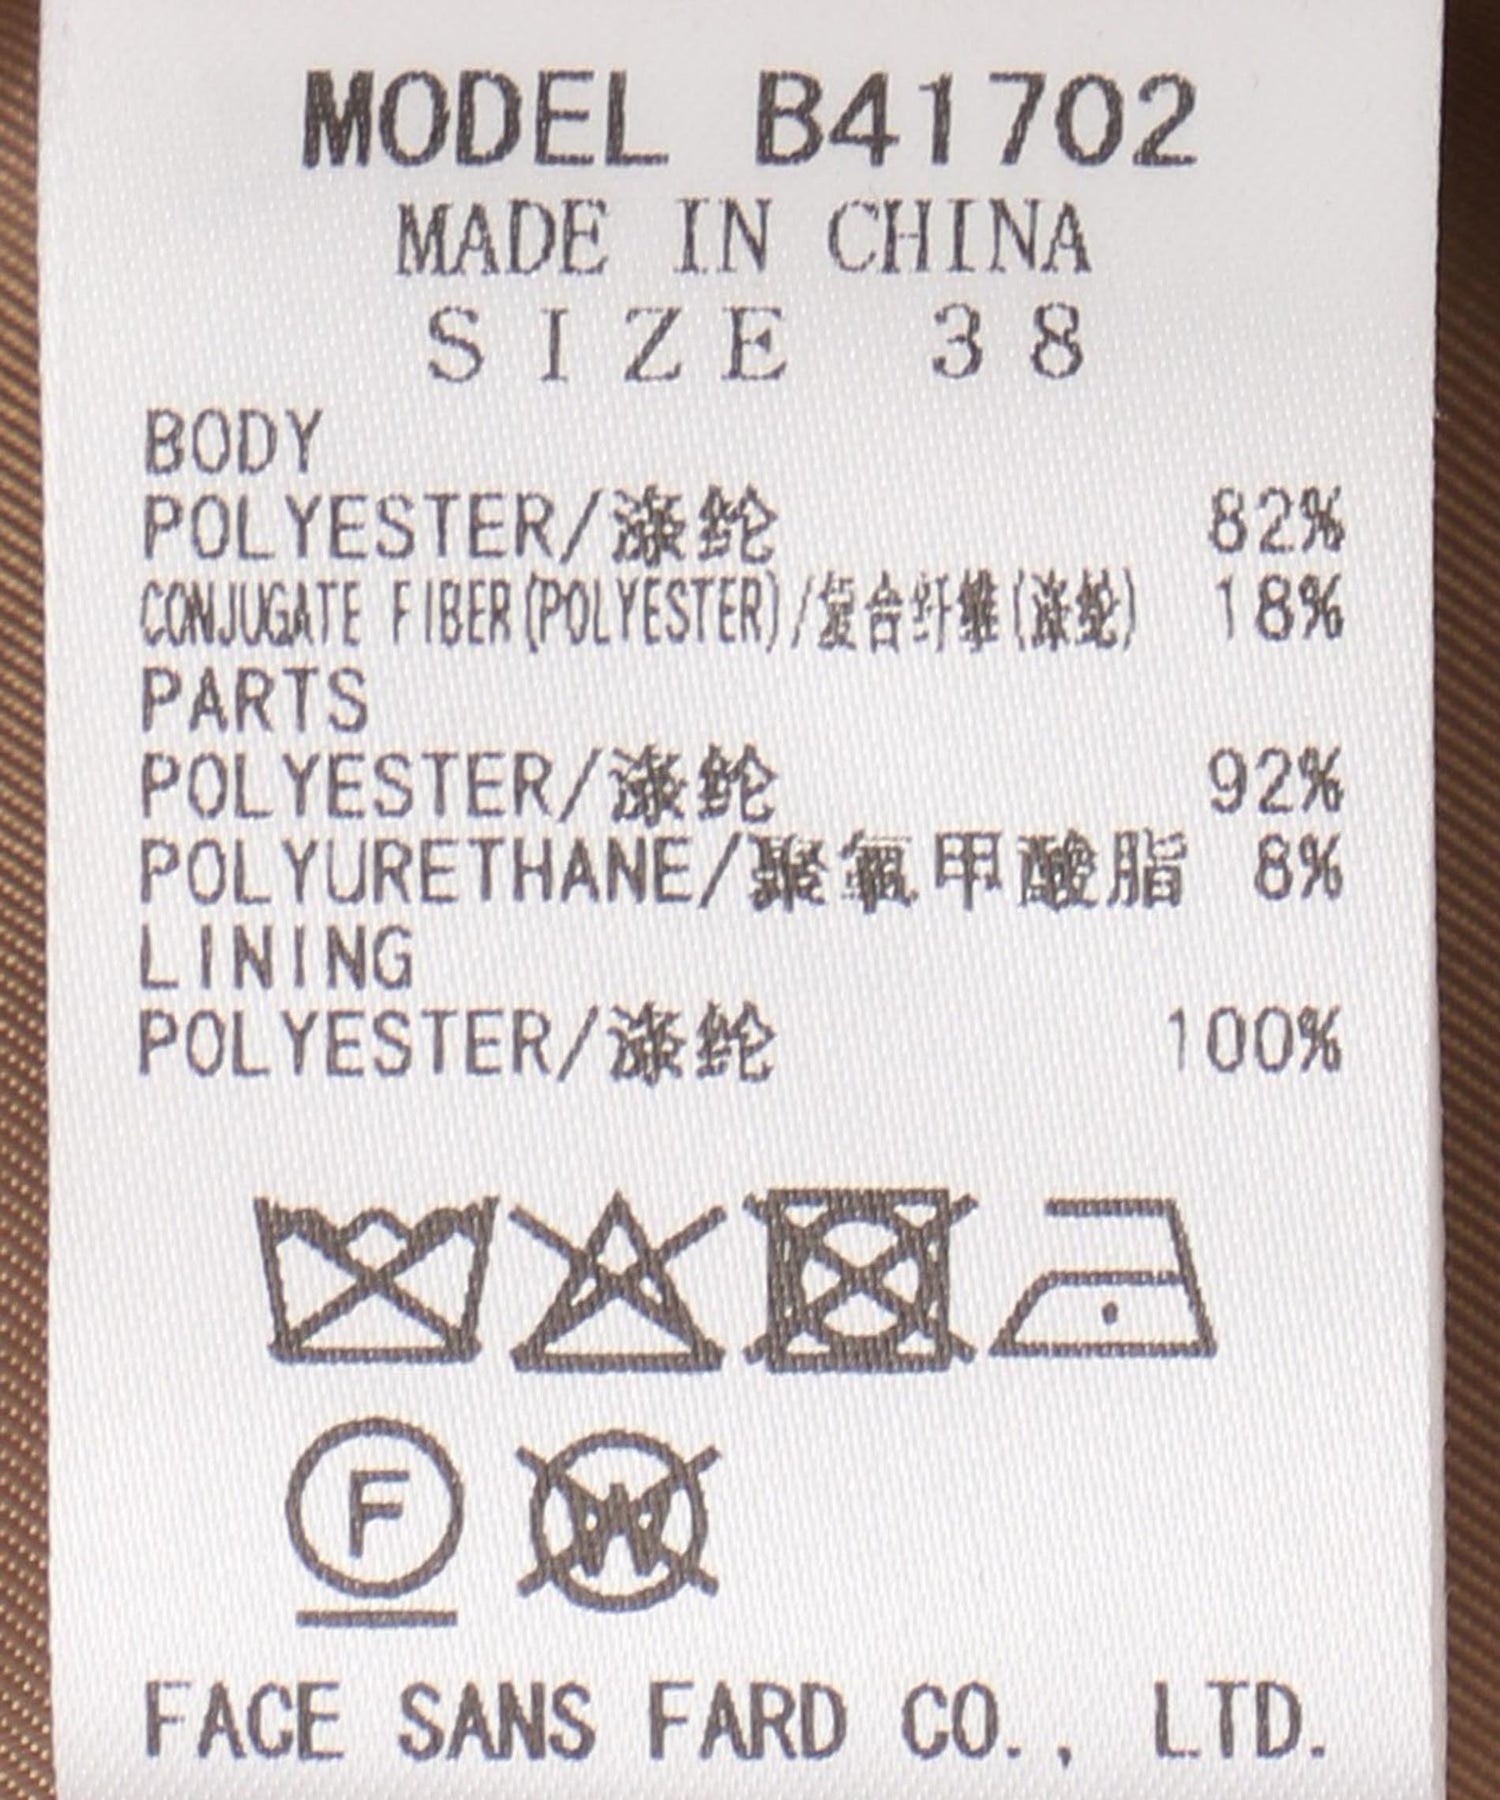 MODEL B41702
MADE IN CHINA
SIZE 38
BODY
POLYESTER/涤纶 82%
CONJUGATE FIBER(POLYESTER)/复合纤维(涤纶) 18%
PARTS
POLYESTER/涤纶 92%
POLYURETHANE/聚氨甲酸脂 8%
LINING
POLYESTER/涤纶 100%
F W
FACE SANS FARD CO., LTD.